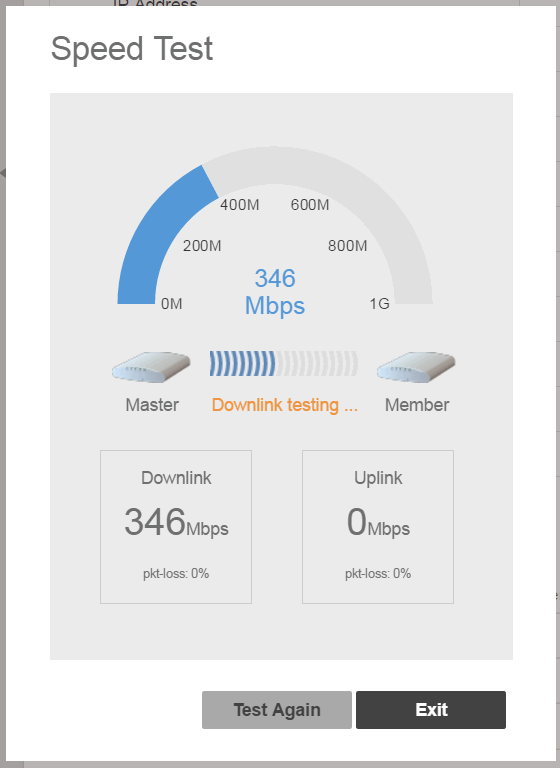 IP Address
Speed Test
400M 600M
200M 800M
346
Mbps
0M 1G
Master Downlink testing ... Member
Downlink Uplink
346Mbps 0Mbps
pkt-loss: 0% pkt-loss: 0%
Test Again Exit